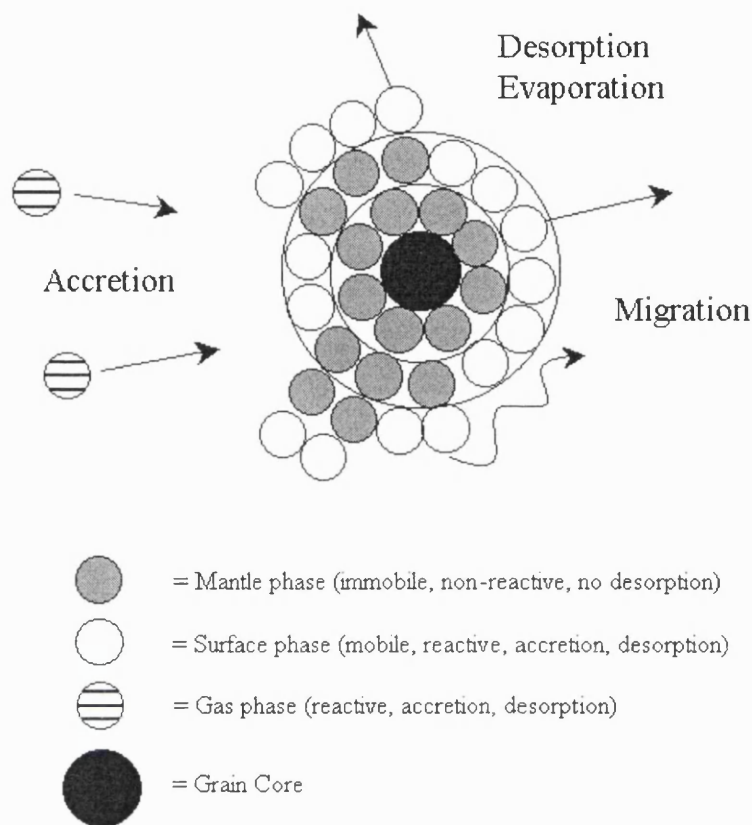 Desorption
Evaporation
Accretion
Migration
= Mantle phase (immobile, non-reactive, no desorption)
= Surface phase (mobile, reactive, accretion, desorption)
= Gas phase (reactive, accretion, desorption)
= Grain Core